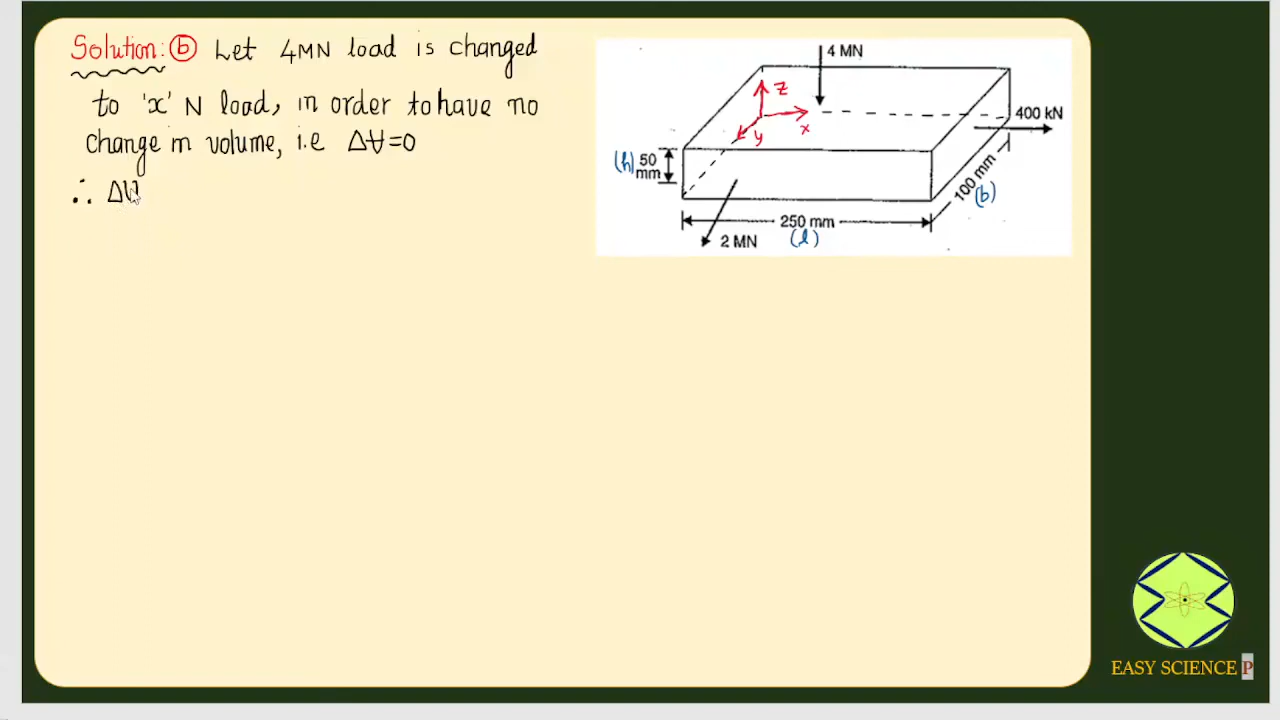 Solution: (b) Let 4MN load is changed
to 'x' N load, in order to have no
change in volume, i.e ΔV=0
∴ ΔV
4 MN
z
400 kN
x
y
(h) 50
mm
100 mm
(b)
250 mm
2 MN
(l)
EASY SCIENCE P